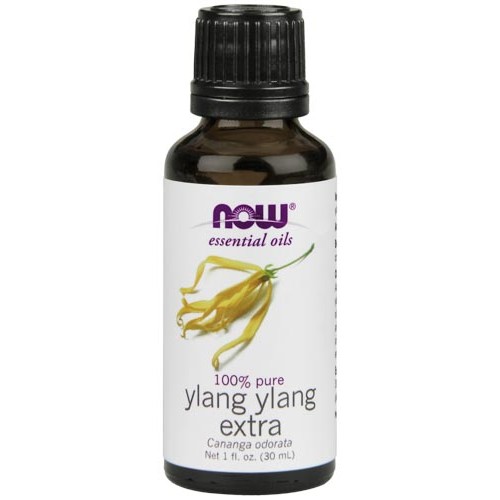 NOW®
essential oils
100% pure
ylang ylang
extra
Cananga odorata
Net 1 fl. oz. (30 mL)